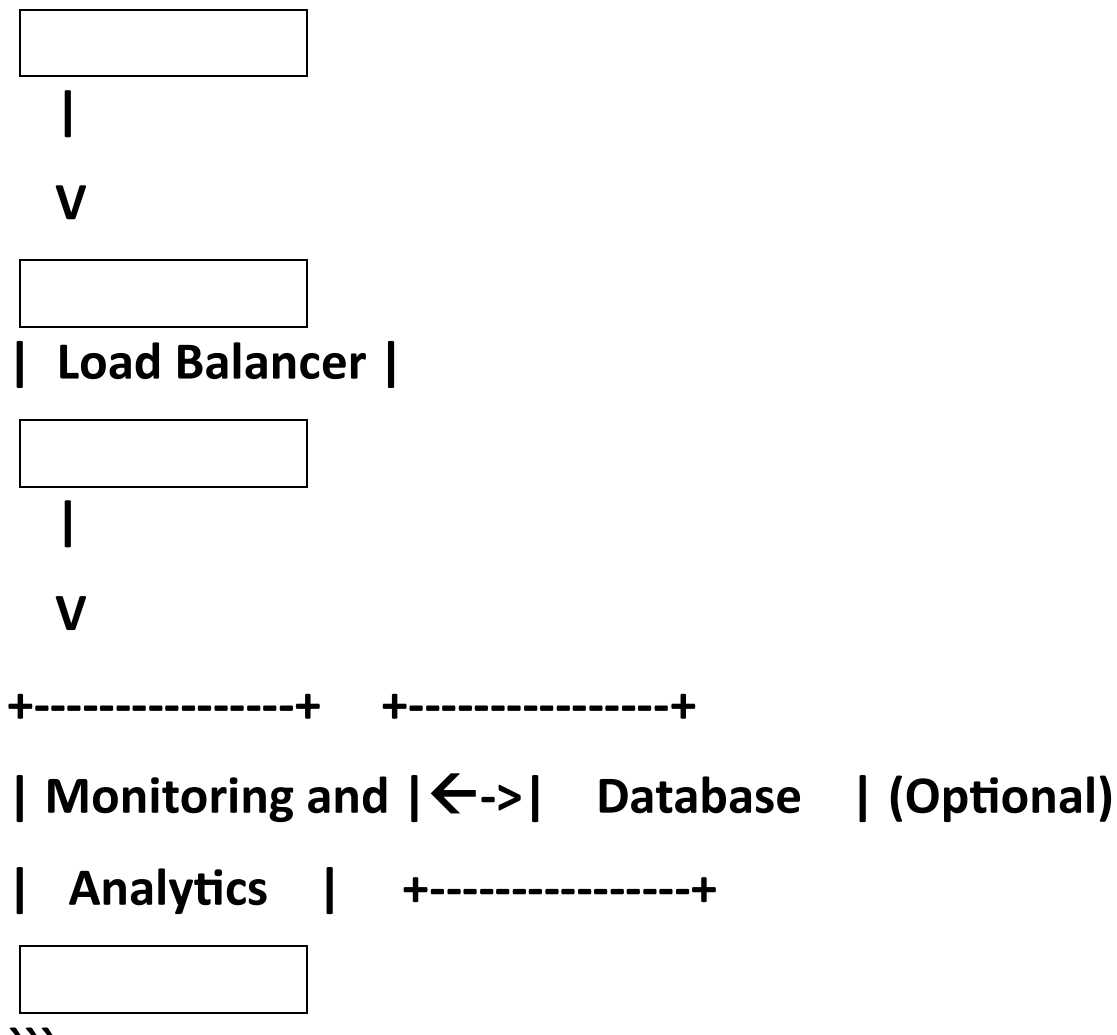 |
V
| Load Balancer |
|
V
+----------------+ +----------------+
| Monitoring and |←->| Database | (Optional)
| Analytics | +----------------+
```